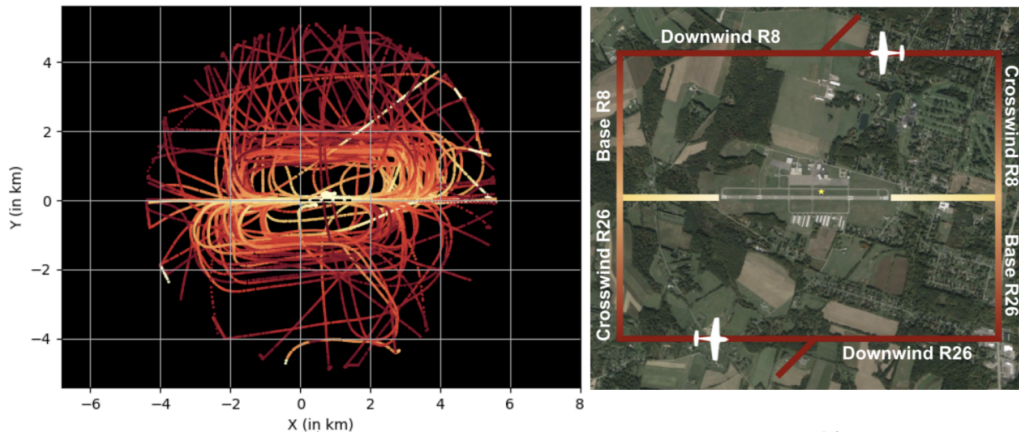 4
2
0
−2
−4
Y (in km)
−6
−4
−2
0
2
4
6
8
X (in km)
Downwind R8
Base R8
Crosswind R8
Crosswind R26
Base R26
Downwind R26